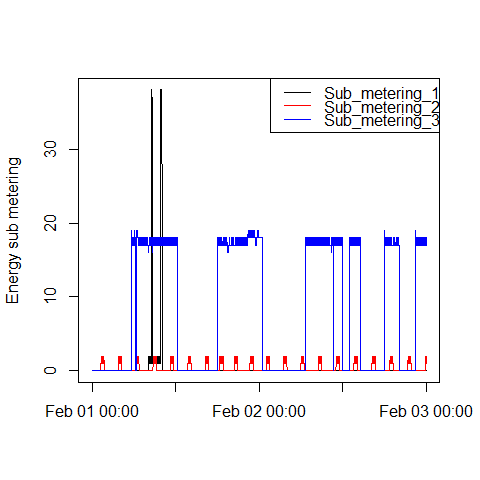 Sub_metering_1
Sub_metering_2
Sub_metering_3
Energy sub metering
30
20
10
0
Feb 01 00:00 Feb 02 00:00 Feb 03 00:00